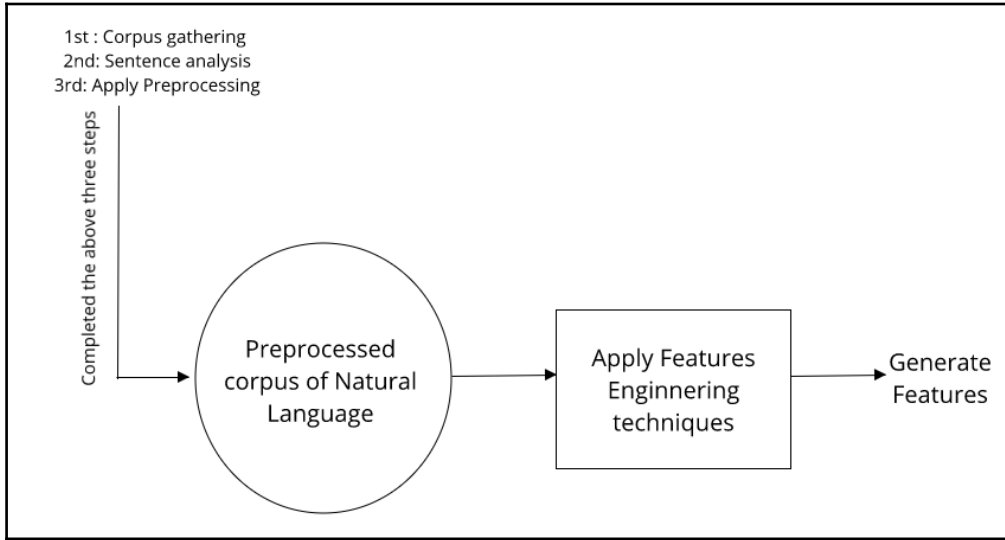 1st : Corpus gathering
2nd: Sentence analysis
3rd: Apply Preprocessing
Completed the above three steps
Preprocessed
corpus of Natural
Language
Apply Features
Enginnering
techniques
Generate
Features